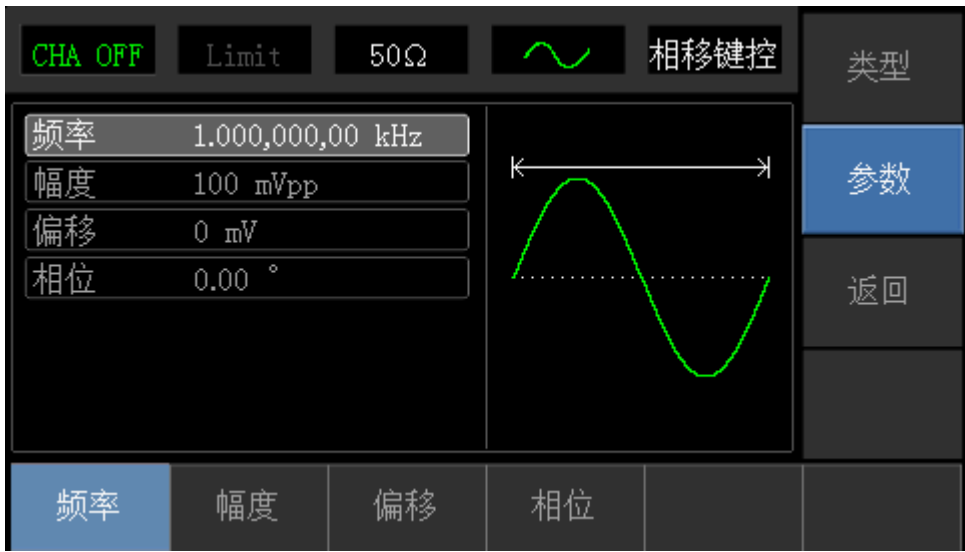 CHA OFF Limit 50Ω 相移键控
类型
频率 1.000,000,00 kHz
幅度 100 mVpp
参数
偏移 0 mV
相位 0.00 °
返回
频率 幅度 偏移 相位